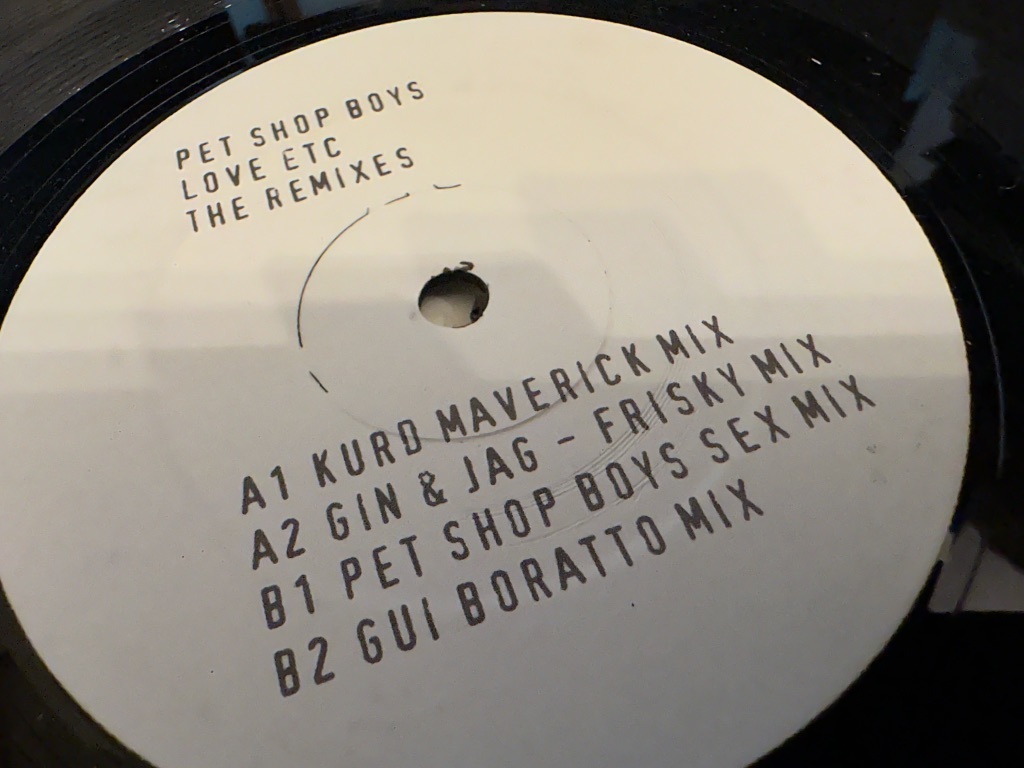 PET SHOP BOYS
LOVE ETC
THE REMIXES
A1 KURD MAVERICK MIX
A2 GIN & JAG - FRISKY MIX
B1 PET SHOP BOYS SEX MIX
B2 GUI BORATTO MIX